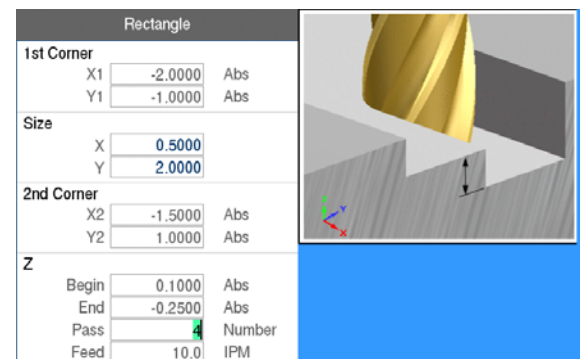 Rectangle
1st Corner
X1 -2.0000 Abs
Y1 -1.0000 Abs
Size
X 0.5000
Y 2.0000
2nd Corner
X2 -1.5000 Abs
Y2 1.0000 Abs
Z
Begin 0.1000 Abs
End -0.2500 Abs
Pass 4 Number
Feed 10.0 IPM
Z
Y
X